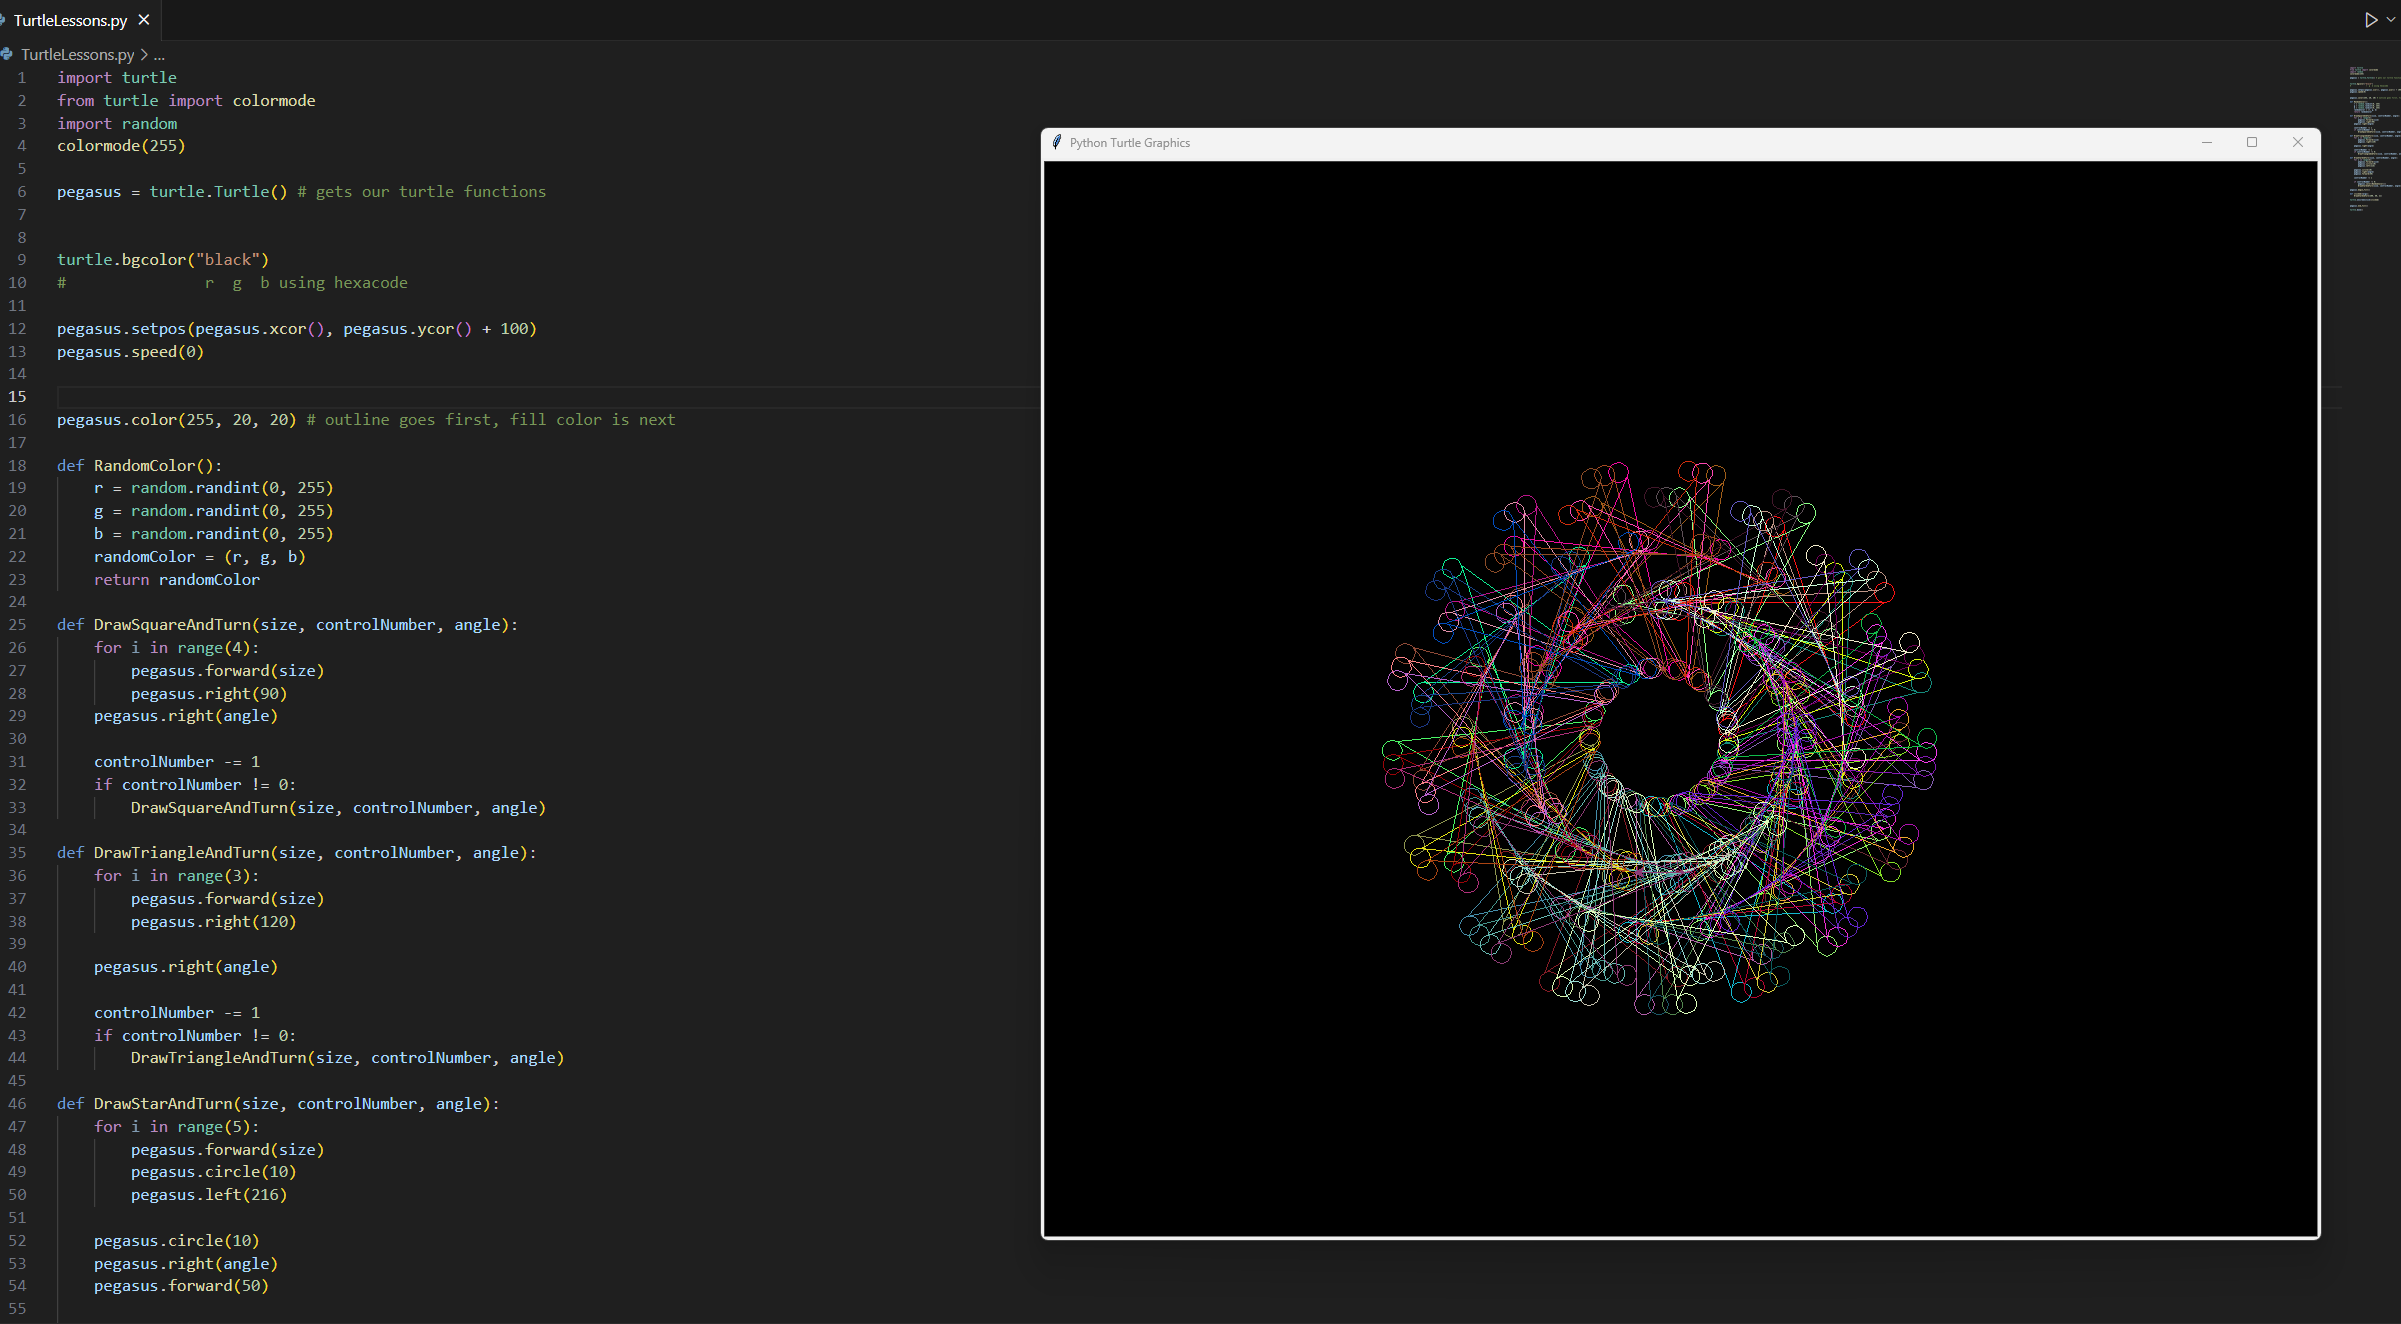 TurtleLessons.py
TurtleLessons.py > ...
1 import turtle
2 from turtle import colormode
3 import random
4 colormode(255)
5
6 pegasus = turtle.Turtle() # gets our turtle functions
7
8
9 turtle.bgcolor("black")
10 #               r  g  b using hexacode
11
12 pegasus.setpos(pegasus.xcor(), pegasus.ycor() + 100)
13 pegasus.speed(0)
14
15
16 pegasus.color(255, 20, 20) # outline goes first, fill color is next
17
18 def RandomColor():
19     r = random.randint(0, 255)
20     g = random.randint(0, 255)
21     b = random.randint(0, 255)
22     randomColor = (r, g, b)
23     return randomColor
24
25 def DrawSquareAndTurn(size, controlNumber, angle):
26     for i in range(4):
27         pegasus.forward(size)
28         pegasus.right(90)
29     pegasus.right(angle)
30
31     controlNumber -= 1
32     if controlNumber != 0:
33         DrawSquareAndTurn(size, controlNumber, angle)
34
35 def DrawTriangleAndTurn(size, controlNumber, angle):
36     for i in range(3):
37         pegasus.forward(size)
38         pegasus.right(120)
39
40     pegasus.right(angle)
41
42     controlNumber -= 1
43     if controlNumber != 0:
44         DrawTriangleAndTurn(size, controlNumber, angle)
45
46 def DrawStarAndTurn(size, controlNumber, angle):
47     for i in range(5):
48         pegasus.forward(size)
49         pegasus.circle(10)
50         pegasus.left(216)
51
52     pegasus.circle(10)
53     pegasus.right(angle)
54     pegasus.forward(50)
55
Python Turtle Graphics